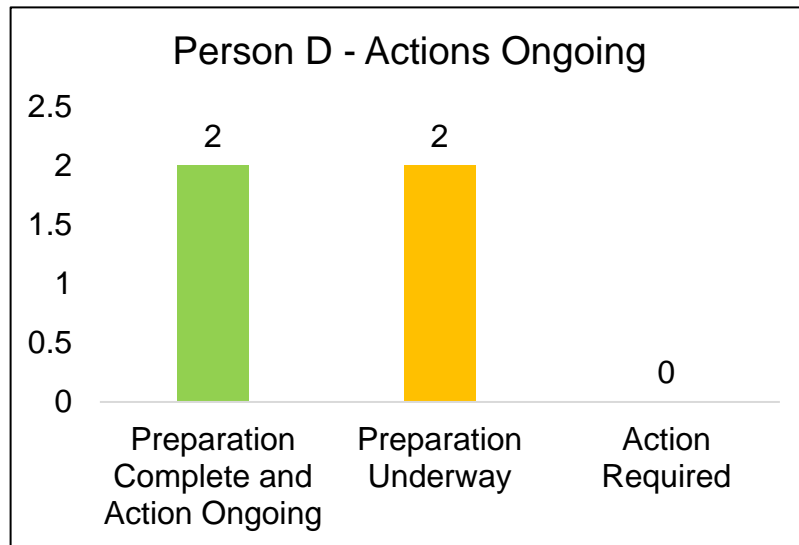 Person D - Actions Ongoing
2.5
2
1.5
1
0.5
0
2
2
0
Preparation
Complete and
Action Ongoing
Preparation
Underway
Action
Required